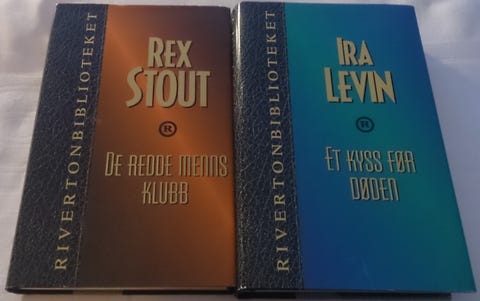 RIVERTONBIBLIOTEKET
REX
STOUT
R
DE REDDE MENNS
KLUBB
RIVERTONBIBLIOTEKET
IRA
LEVIN
R
ET KYSS FØR
DØDEN